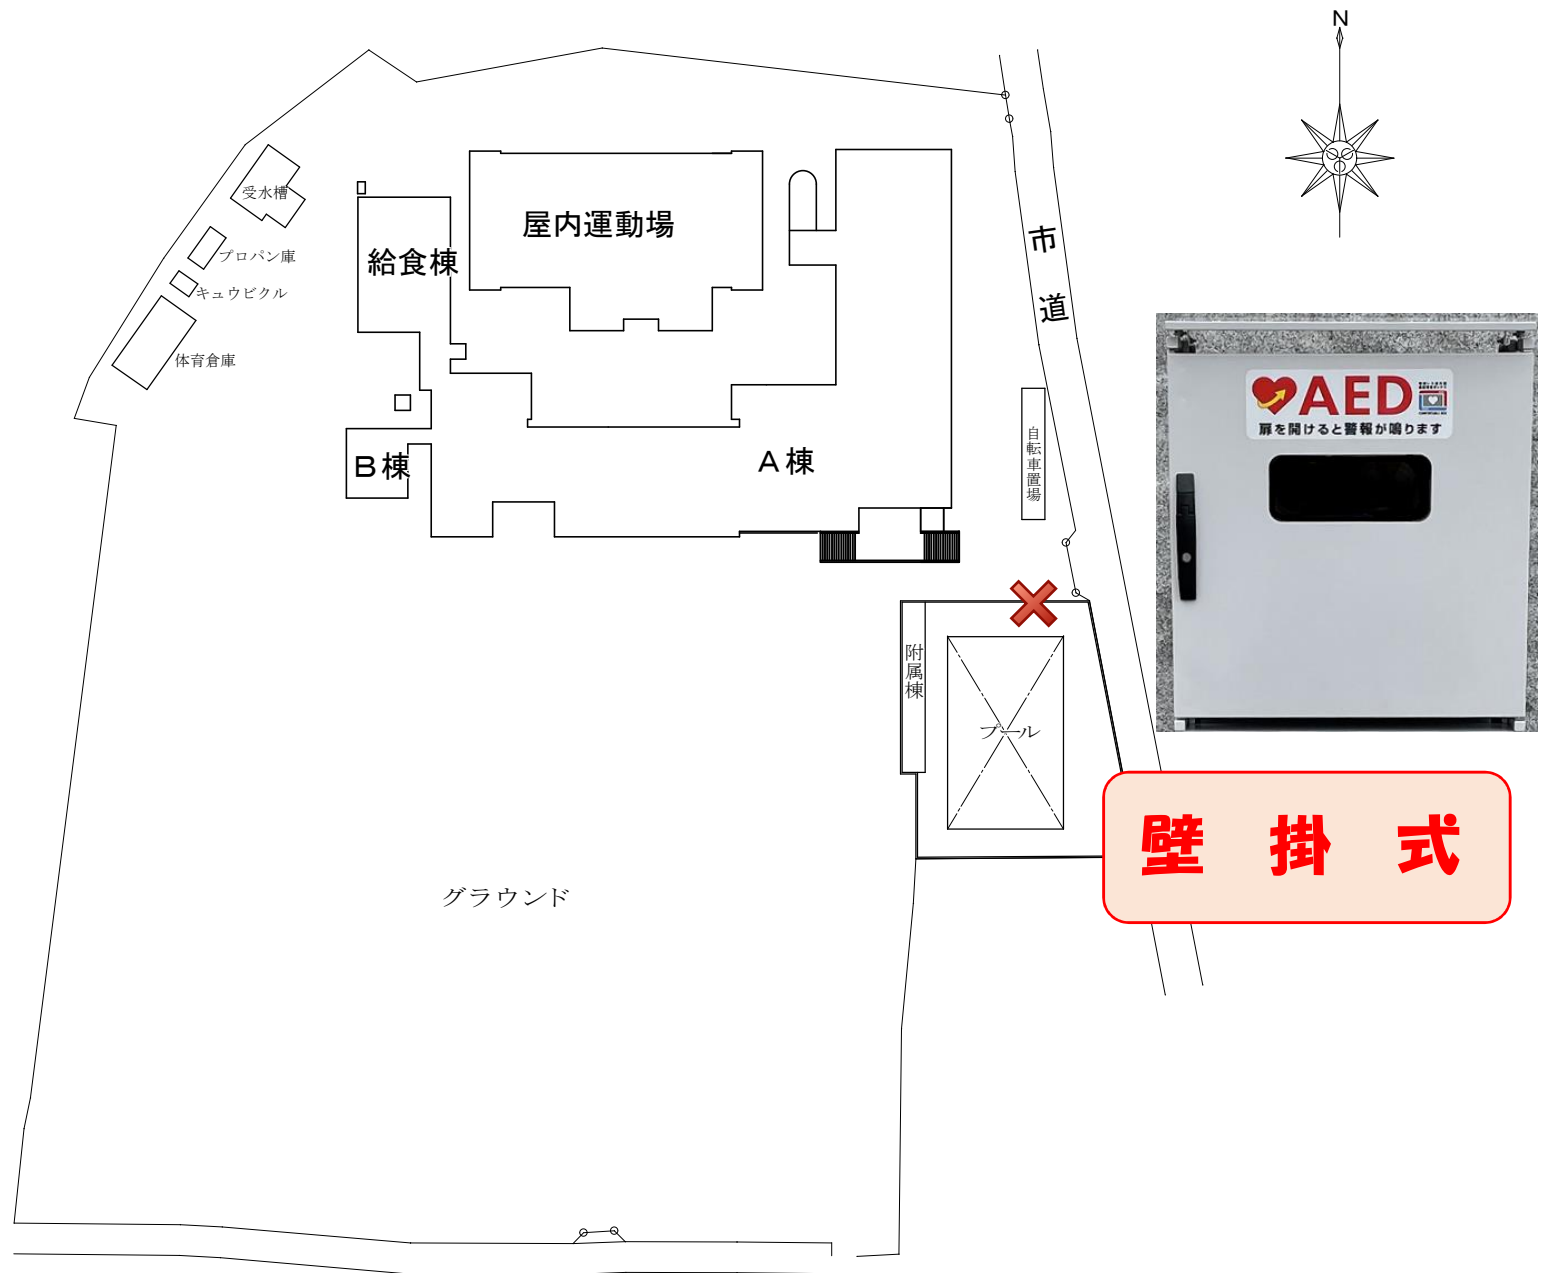 N
市道
受水槽
屋内運動場
給食棟
プロパン庫
キュウビクル
体育倉庫
AED
扉を開けると警報が鳴ります
自転車置場
B棟
A棟
附属棟
プール
壁掛式
グラウンド